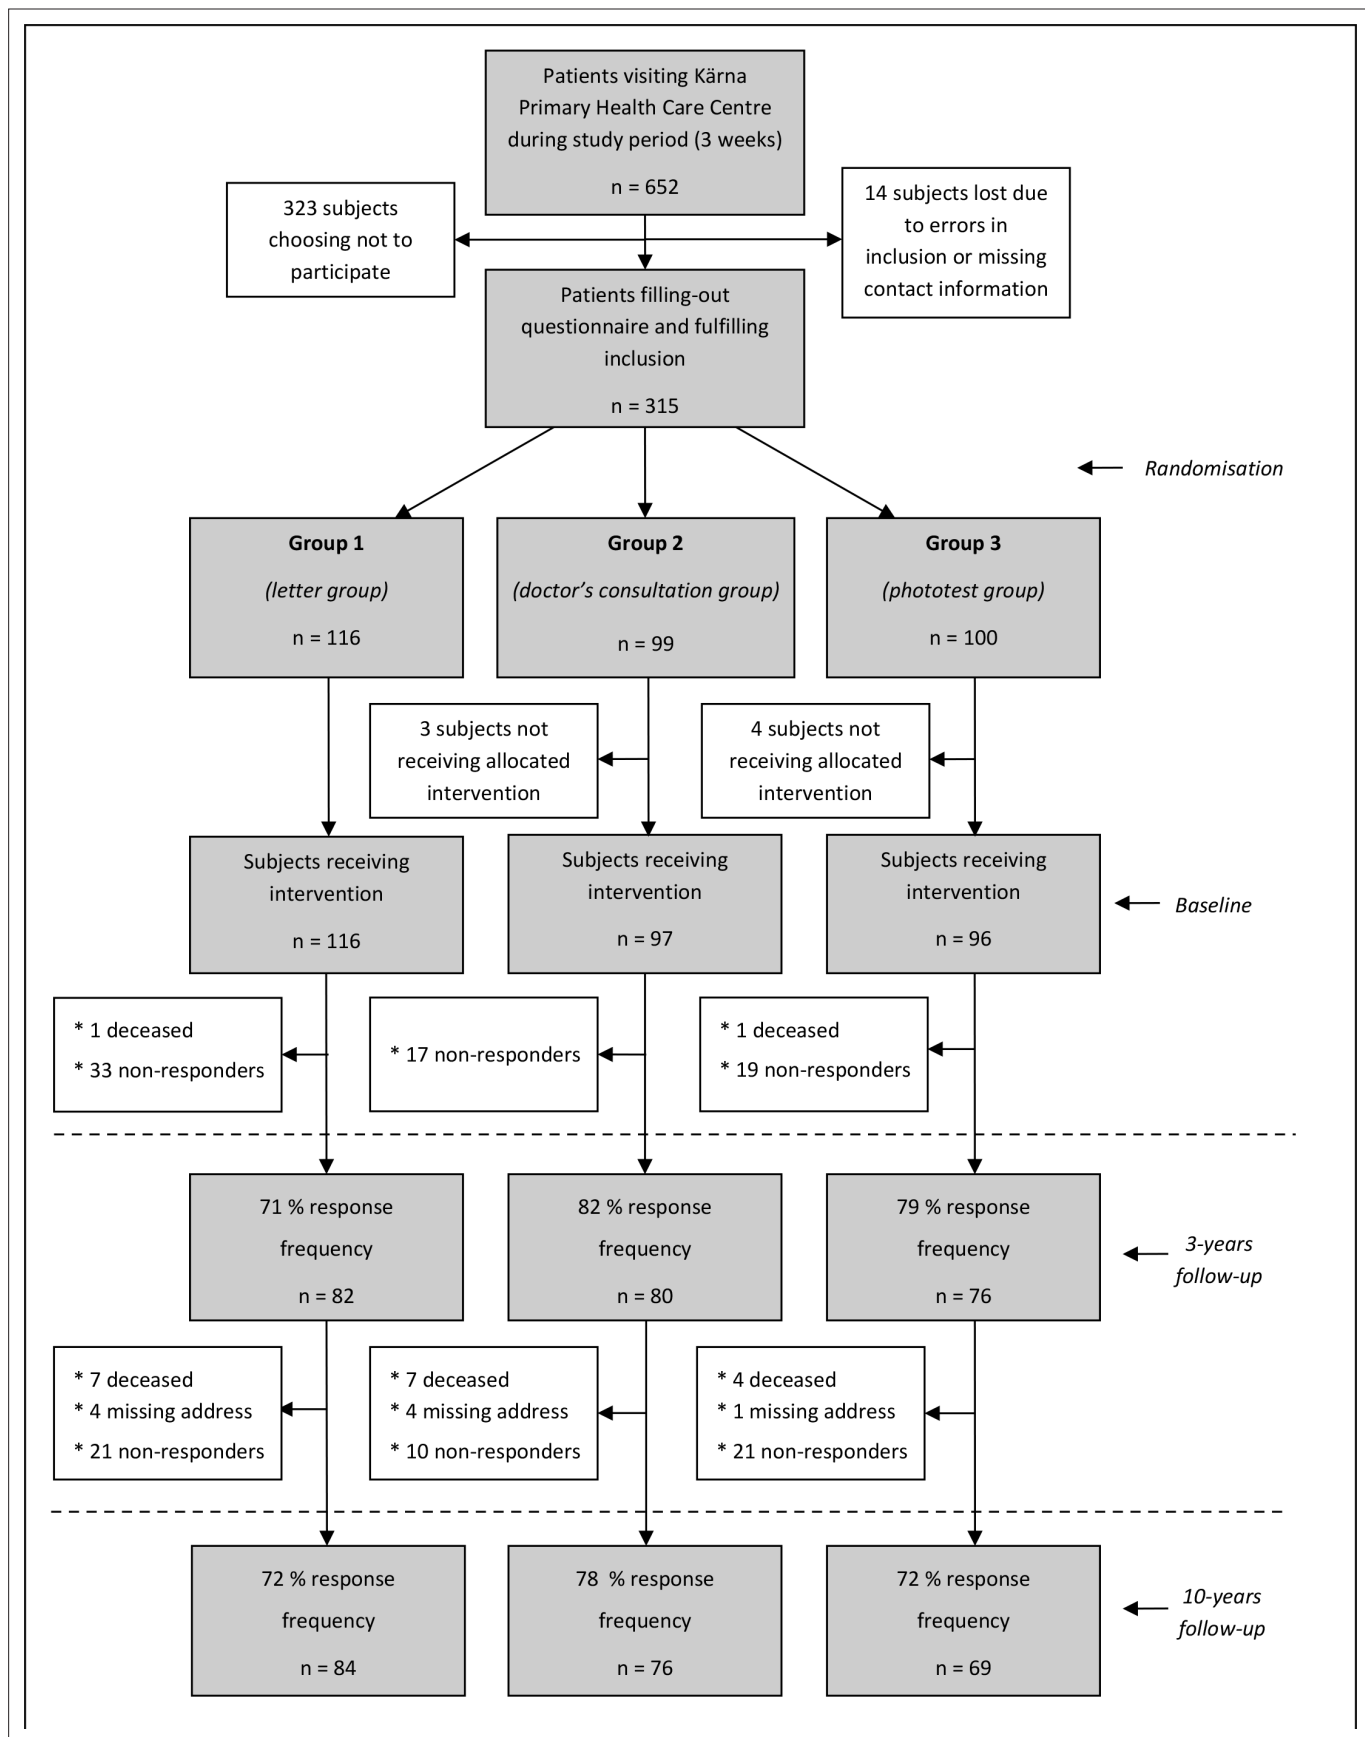 Patients visiting Kärna
Primary Health Care Centre
during study period (3 weeks)
n = 652
323 subjects
choosing not to
participate
14 subjects lost due
to errors in
inclusion or missing
contact information
Patients filling-out
questionnaire and fulfilling
inclusion
n = 315
Randomisation
Group 1
(letter group)
n = 116
Group 2
(doctor’s consultation group)
n = 99
Group 3
(phototest group)
n = 100
3 subjects not
receiving allocated
intervention
4 subjects not
receiving allocated
intervention
Subjects receiving
intervention
n = 116
Subjects receiving
intervention
n = 97
Subjects receiving
intervention
n = 96
Baseline
* 1 deceased
* 33 non-responders
* 17 non-responders
* 1 deceased
* 19 non-responders
71 % response
frequency
n = 82
82 % response
frequency
n = 80
79 % response
frequency
n = 76
3-years
follow-up
* 7 deceased
* 4 missing address
* 21 non-responders
* 7 deceased
* 4 missing address
* 10 non-responders
* 4 deceased
* 1 missing address
* 21 non-responders
72 % response
frequency
n = 84
78 % response
frequency
n = 76
72 % response
frequency
n = 69
10-years
follow-up